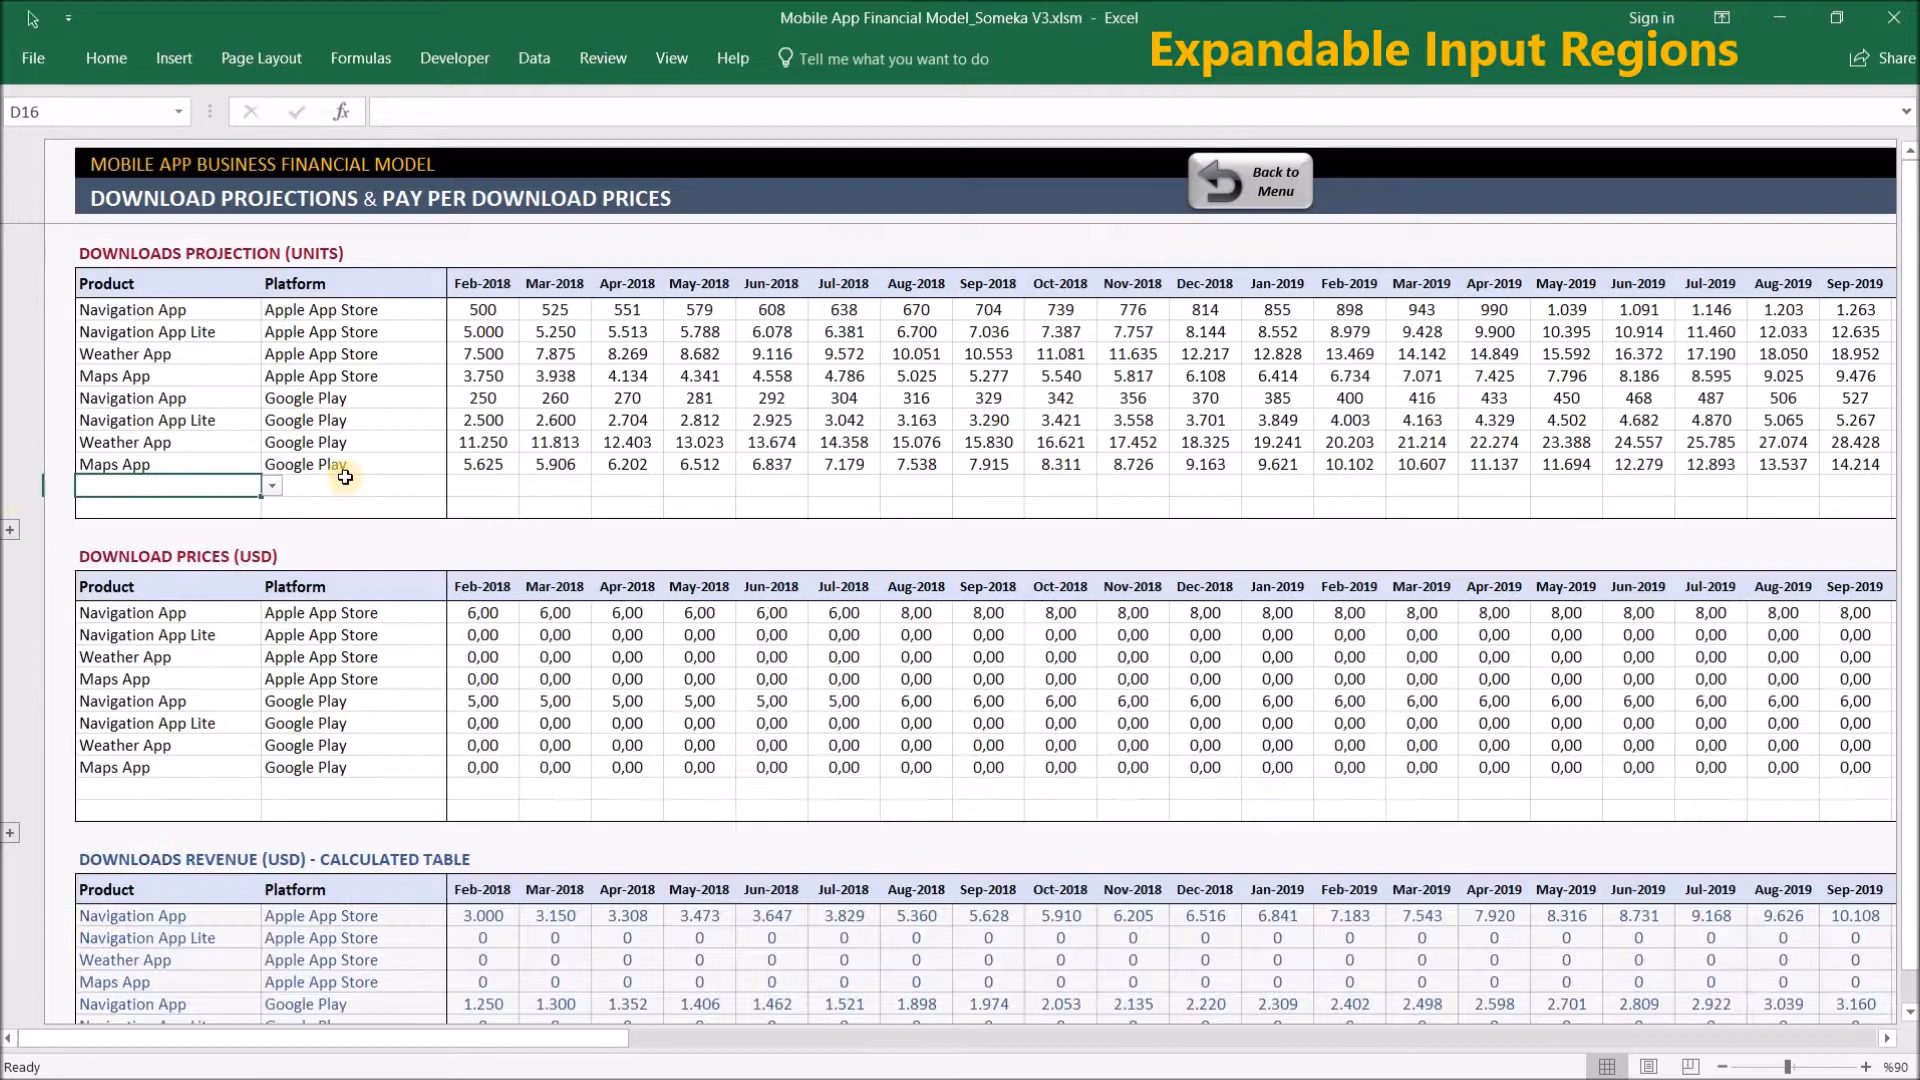 Mobile App Financial Model_Someka V3.xlsm - Excel
Sign in
File Home Insert Page Layout Formulas Developer Data Review View Help Tell me what you want to do
Expandable Input Regions
Share
D16
fx
MOBILE APP BUSINESS FINANCIAL MODEL
Back to
Menu
DOWNLOAD PROJECTIONS & PAY PER DOWNLOAD PRICES
DOWNLOADS PROJECTION (UNITS)
Product Platform Feb-2018 Mar-2018 Apr-2018 May-2018 Jun-2018 Jul-2018 Aug-2018 Sep-2018 Oct-2018 Nov-2018 Dec-2018 Jan-2019 Feb-2019 Mar-2019 Apr-2019 May-2019 Jun-2019 Jul-2019 Aug-2019 Sep-2019
Navigation App Apple App Store 500 525 551 579 608 638 670 704 739 776 814 855 898 943 990 1.039 1.091 1.146 1.203 1.263
Navigation App Lite Apple App Store 5.000 5.250 5.513 5.788 6.078 6.381 6.700 7.036 7.387 7.757 8.144 8.552 8.979 9.428 9.900 10.395 10.914 11.460 12.033 12.635
Weather App Apple App Store 7.500 7.875 8.269 8.682 9.116 9.572 10.051 10.553 11.081 11.635 12.217 12.828 13.469 14.142 14.849 15.592 16.372 17.190 18.050 18.952
Maps App Apple App Store 3.750 3.938 4.134 4.341 4.558 4.786 5.025 5.277 5.540 5.817 6.108 6.414 6.734 7.071 7.425 7.796 8.186 8.595 9.025 9.476
Navigation App Google Play 250 260 270 281 292 304 316 329 342 356 370 385 400 416 433 450 468 487 506 527
Navigation App Lite Google Play 2.500 2.600 2.704 2.812 2.925 3.042 3.163 3.290 3.421 3.558 3.701 3.849 4.003 4.163 4.329 4.502 4.682 4.870 5.065 5.267
Weather App Google Play 11.250 11.813 12.403 13.023 13.674 14.358 15.076 15.830 16.621 17.452 18.325 19.241 20.203 21.214 22.274 23.388 24.557 25.785 27.074 28.428
Maps App Google Play 5.625 5.906 6.202 6.512 6.837 7.179 7.538 7.915 8.311 8.726 9.163 9.621 10.102 10.607 11.137 11.694 12.279 12.893 13.537 14.214
DOWNLOAD PRICES (USD)
Product Platform Feb-2018 Mar-2018 Apr-2018 May-2018 Jun-2018 Jul-2018 Aug-2018 Sep-2018 Oct-2018 Nov-2018 Dec-2018 Jan-2019 Feb-2019 Mar-2019 Apr-2019 May-2019 Jun-2019 Jul-2019 Aug-2019 Sep-2019
Navigation App Apple App Store 6,00 6,00 6,00 6,00 6,00 6,00 8,00 8,00 8,00 8,00 8,00 8,00 8,00 8,00 8,00 8,00 8,00 8,00 8,00 8,00
Navigation App Lite Apple App Store 0,00 0,00 0,00 0,00 0,00 0,00 0,00 0,00 0,00 0,00 0,00 0,00 0,00 0,00 0,00 0,00 0,00 0,00 0,00 0,00
Weather App Apple App Store 0,00 0,00 0,00 0,00 0,00 0,00 0,00 0,00 0,00 0,00 0,00 0,00 0,00 0,00 0,00 0,00 0,00 0,00 0,00 0,00
Maps App Apple App Store 0,00 0,00 0,00 0,00 0,00 0,00 0,00 0,00 0,00 0,00 0,00 0,00 0,00 0,00 0,00 0,00 0,00 0,00 0,00 0,00
Navigation App Google Play 5,00 5,00 5,00 5,00 5,00 5,00 6,00 6,00 6,00 6,00 6,00 6,00 6,00 6,00 6,00 6,00 6,00 6,00 6,00 6,00
Navigation App Lite Google Play 0,00 0,00 0,00 0,00 0,00 0,00 0,00 0,00 0,00 0,00 0,00 0,00 0,00 0,00 0,00 0,00 0,00 0,00 0,00 0,00
Weather App Google Play 0,00 0,00 0,00 0,00 0,00 0,00 0,00 0,00 0,00 0,00 0,00 0,00 0,00 0,00 0,00 0,00 0,00 0,00 0,00 0,00
Maps App Google Play 0,00 0,00 0,00 0,00 0,00 0,00 0,00 0,00 0,00 0,00 0,00 0,00 0,00 0,00 0,00 0,00 0,00 0,00 0,00 0,00
DOWNLOADS REVENUE (USD) - CALCULATED TABLE
Product Platform Feb-2018 Mar-2018 Apr-2018 May-2018 Jun-2018 Jul-2018 Aug-2018 Sep-2018 Oct-2018 Nov-2018 Dec-2018 Jan-2019 Feb-2019 Mar-2019 Apr-2019 May-2019 Jun-2019 Jul-2019 Aug-2019 Sep-2019
Navigation App Apple App Store 3.000 3.150 3.308 3.473 3.647 3.829 5.360 5.628 5.910 6.205 6.516 6.841 7.183 7.543 7.920 8.316 8.731 9.168 9.626 10.108
Navigation App Lite Apple App Store 0 0 0 0 0 0 0 0 0 0 0 0 0 0 0 0 0 0 0 0
Weather App Apple App Store 0 0 0 0 0 0 0 0 0 0 0 0 0 0 0 0 0 0 0 0
Maps App Apple App Store 0 0 0 0 0 0 0 0 0 0 0 0 0 0 0 0 0 0 0 0
Navigation App Google Play 1.250 1.300 1.352 1.406 1.462 1.521 1.898 1.974 2.053 2.135 2.220 2.309 2.402 2.498 2.598 2.701 2.809 2.922 3.039 3.160
Ready
%90